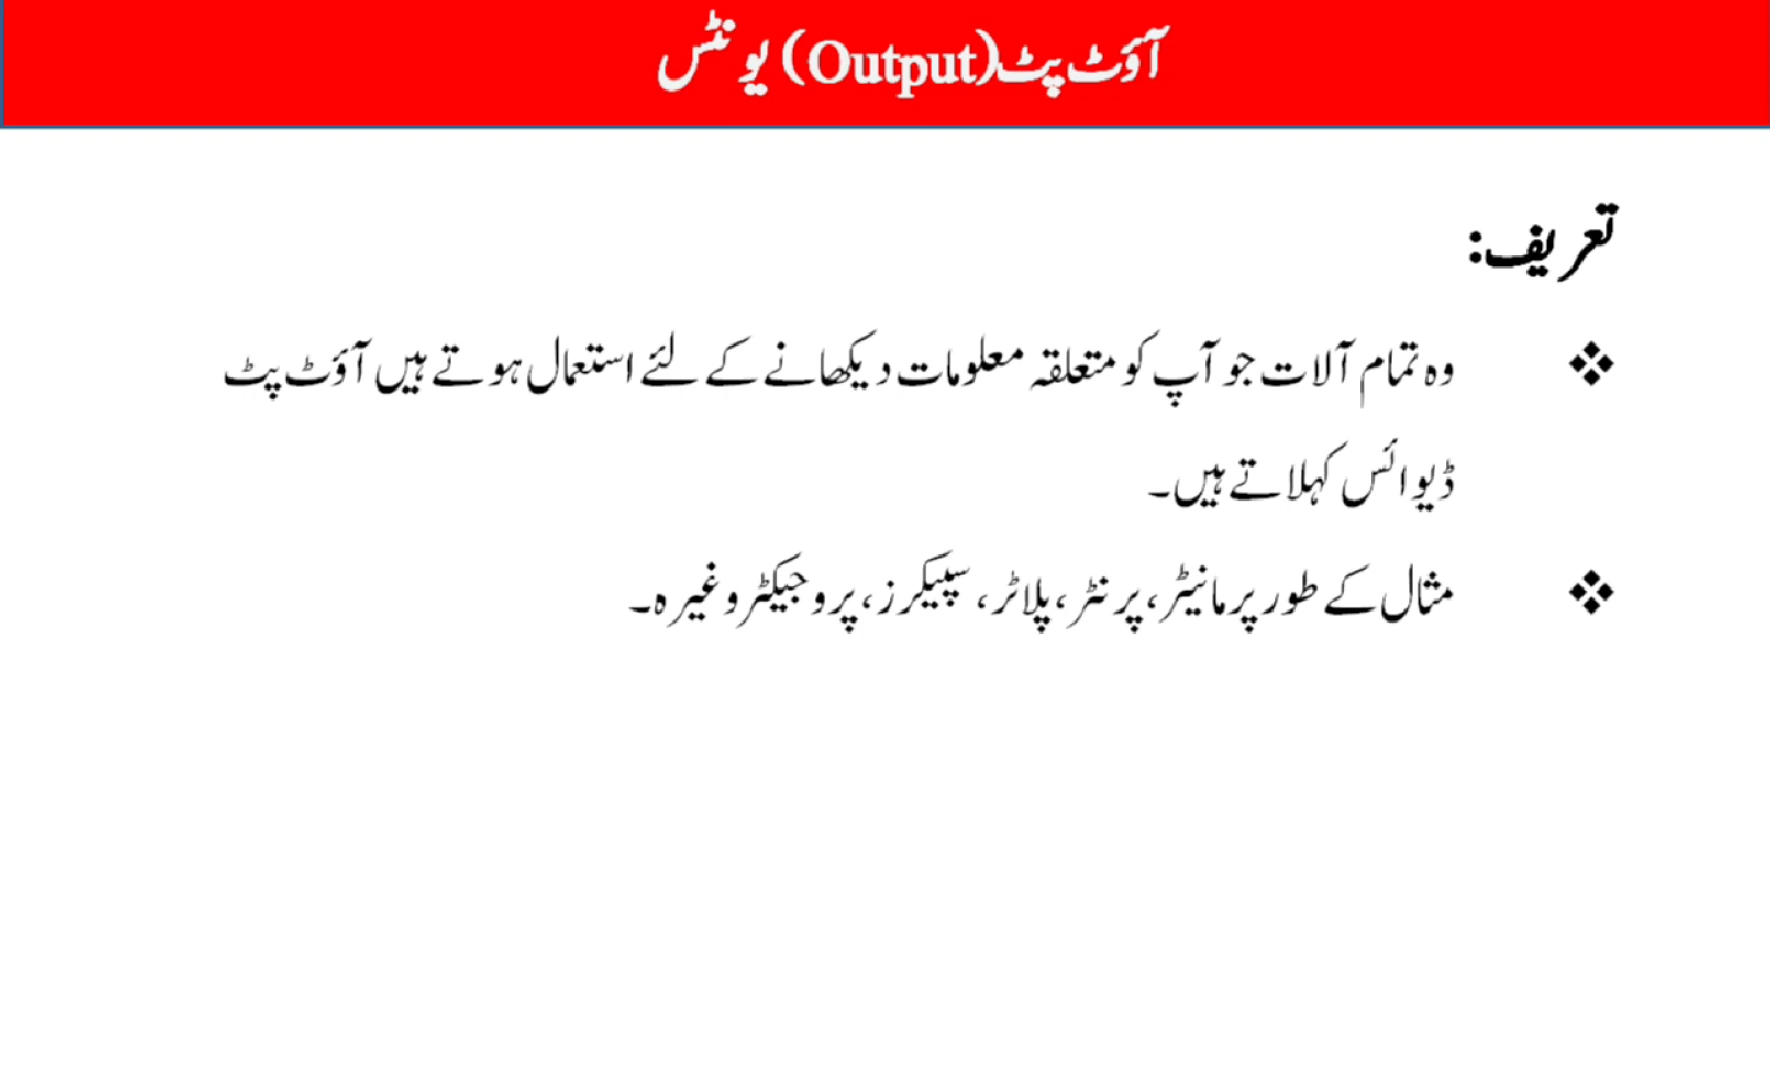 آؤٹ پٹ(Output) یونٹس
تعریف:
❖ وہ تمام آلات جو آپ کو متعلقہ معلومات دیکھانے کے لئے استعمال ہوتے ہیں آؤٹ پٹ
ڈیوائس کہلاتے ہیں۔
❖ مثال کے طور پر مانیٹر، پرنٹر، پلاٹر، سپیکرز، پروجیکٹر وغیرہ۔